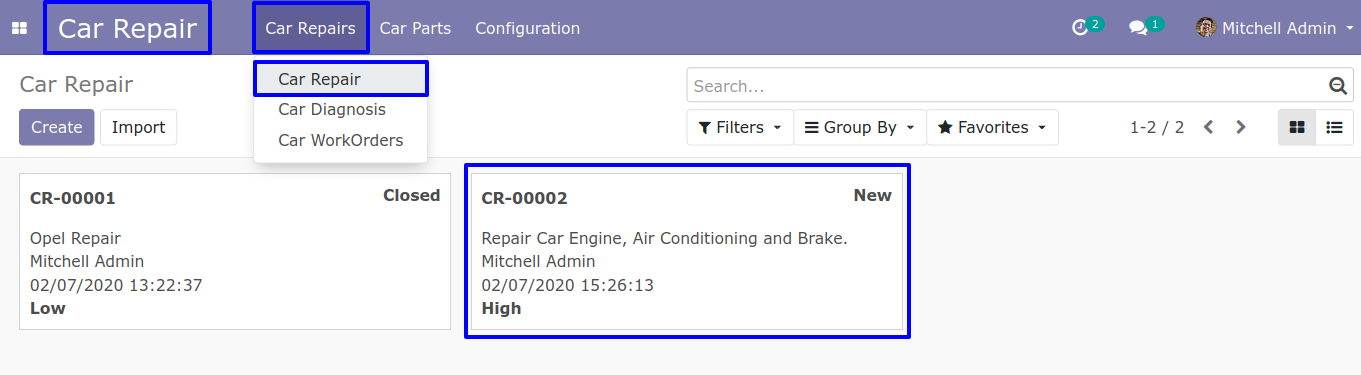 Car Repair Car Repairs Car Parts Configuration 2 1 Mitchell Admin
Car Repair
Search...
Create Import
Car Repair
Car Diagnosis
Car WorkOrders
Filters Group By Favorites 1-2 / 2
CR-00001 Closed
Opel Repair
Mitchell Admin
02/07/2020 13:22:37
Low
CR-00002 New
Repair Car Engine, Air Conditioning and Brake.
Mitchell Admin
02/07/2020 15:26:13
High